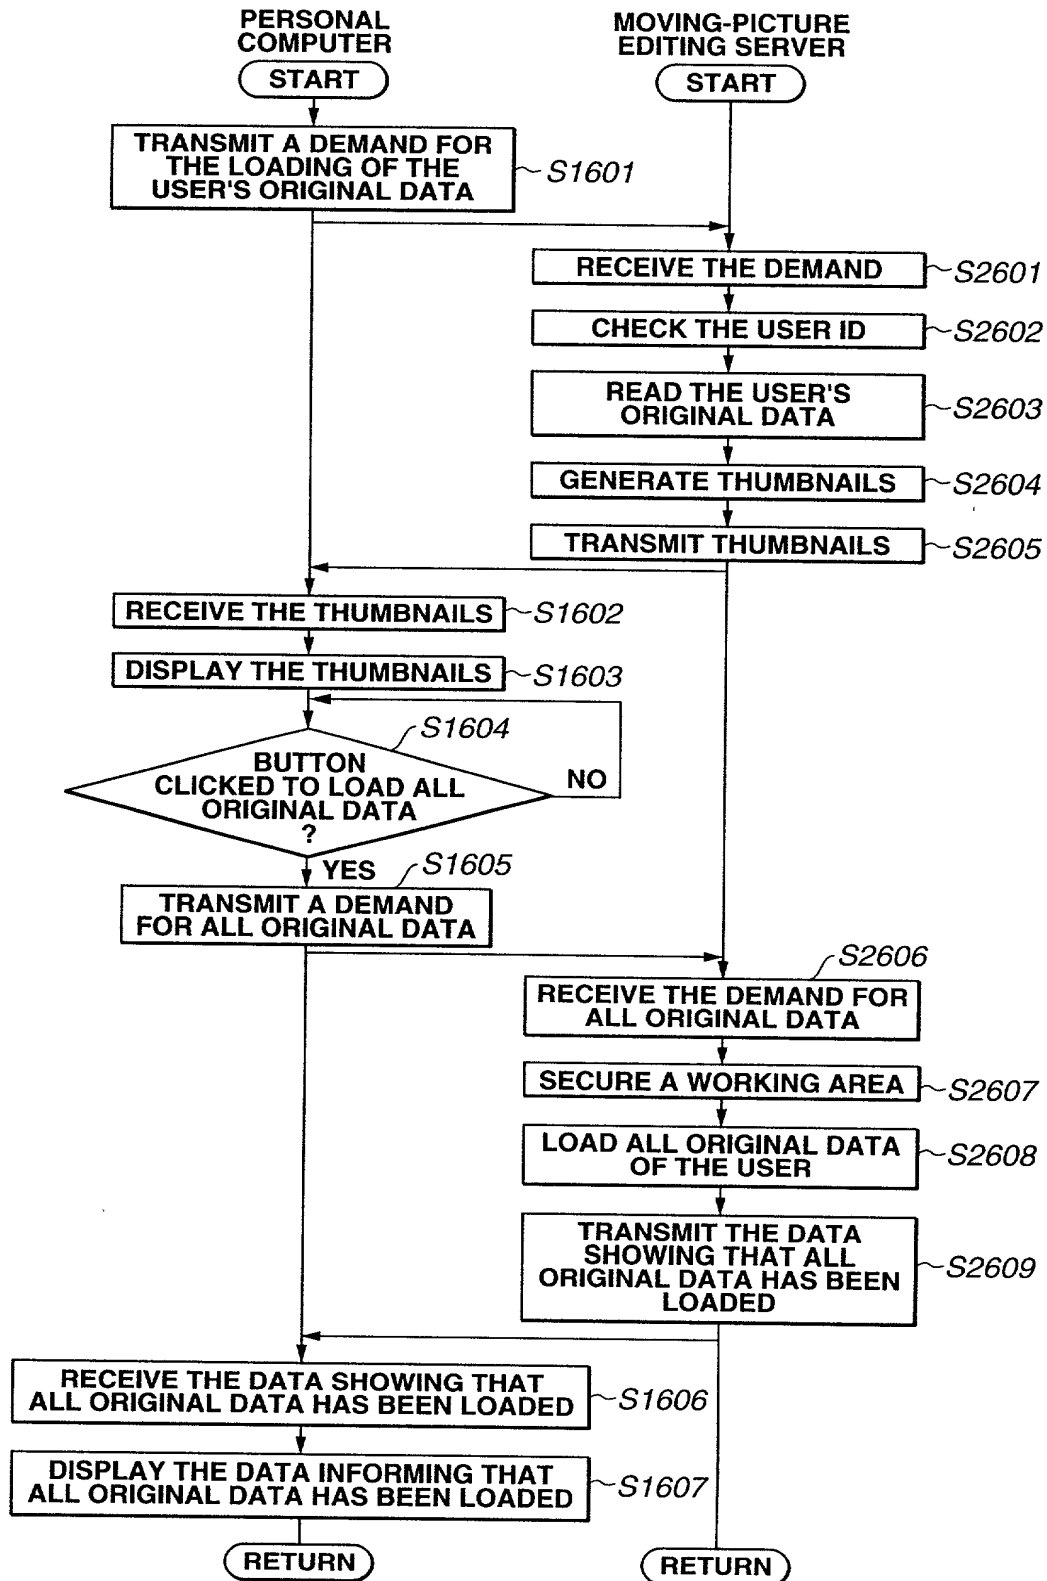 PERSONAL
COMPUTER
MOVING-PICTURE
EDITING SERVER
START
START
TRANSMIT A DEMAND FOR
THE LOADING OF THE
USER'S ORIGINAL DATA
S1601
RECEIVE THE DEMAND
S2601
CHECK THE USER ID
S2602
READ THE USER'S
ORIGINAL DATA
S2603
GENERATE THUMBNAILS
S2604
TRANSMIT THUMBNAILS
S2605
RECEIVE THE THUMBNAILS
S1602
DISPLAY THE THUMBNAILS
S1603
S1604
BUTTON
CLICKED TO LOAD ALL
ORIGINAL DATA
?
NO
YES
S1605
TRANSMIT A DEMAND
FOR ALL ORIGINAL DATA
S2606
RECEIVE THE DEMAND FOR
ALL ORIGINAL DATA
SECURE A WORKING AREA
S2607
LOAD ALL ORIGINAL DATA
OF THE USER
S2608
TRANSMIT THE DATA
SHOWING THAT ALL
ORIGINAL DATA HAS BEEN
LOADED
S2609
RECEIVE THE DATA SHOWING THAT
ALL ORIGINAL DATA HAS BEEN LOADED
S1606
DISPLAY THE DATA INFORMING THAT
ALL ORIGINAL DATA HAS BEEN LOADED
S1607
RETURN
RETURN